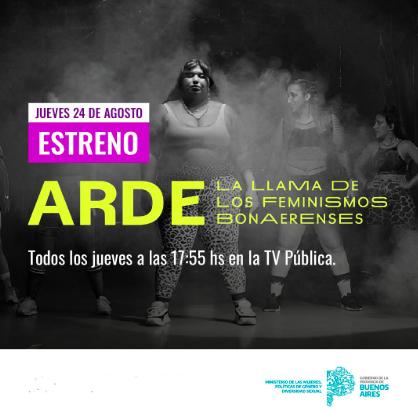 JUEVES 24 DE AGOSTO
ESTRENO
ARDE
LA LLAMA DE
LOS FEMINISMOS
BONAERENSES
Todos los jueves a las 17:55 hs en la TV Pública.
MINISTERIO DE LAS MUJERES,
POLÍTICAS DE GÉNERO Y
DIVERSIDAD SEXUAL
GOBIERNO DE LA
PROVINCIA DE
BUENOS
AIRES